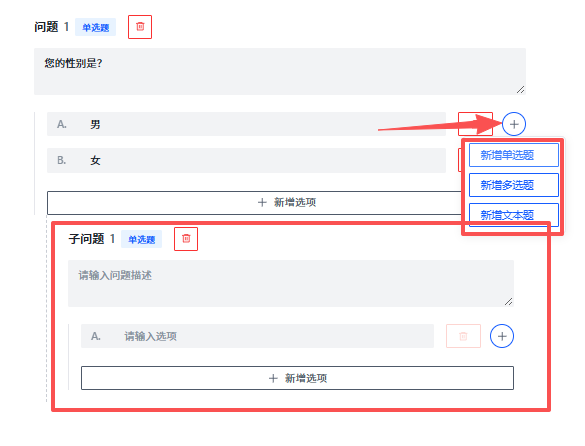 问题 1 单选题
您的性别是?
A. 男
B. 女
新增单选题
新增多选题
新增文本题
+ 新增选项
子问题 1 单选题
请输入问题描述
A. 请输入选项
+ 新增选项